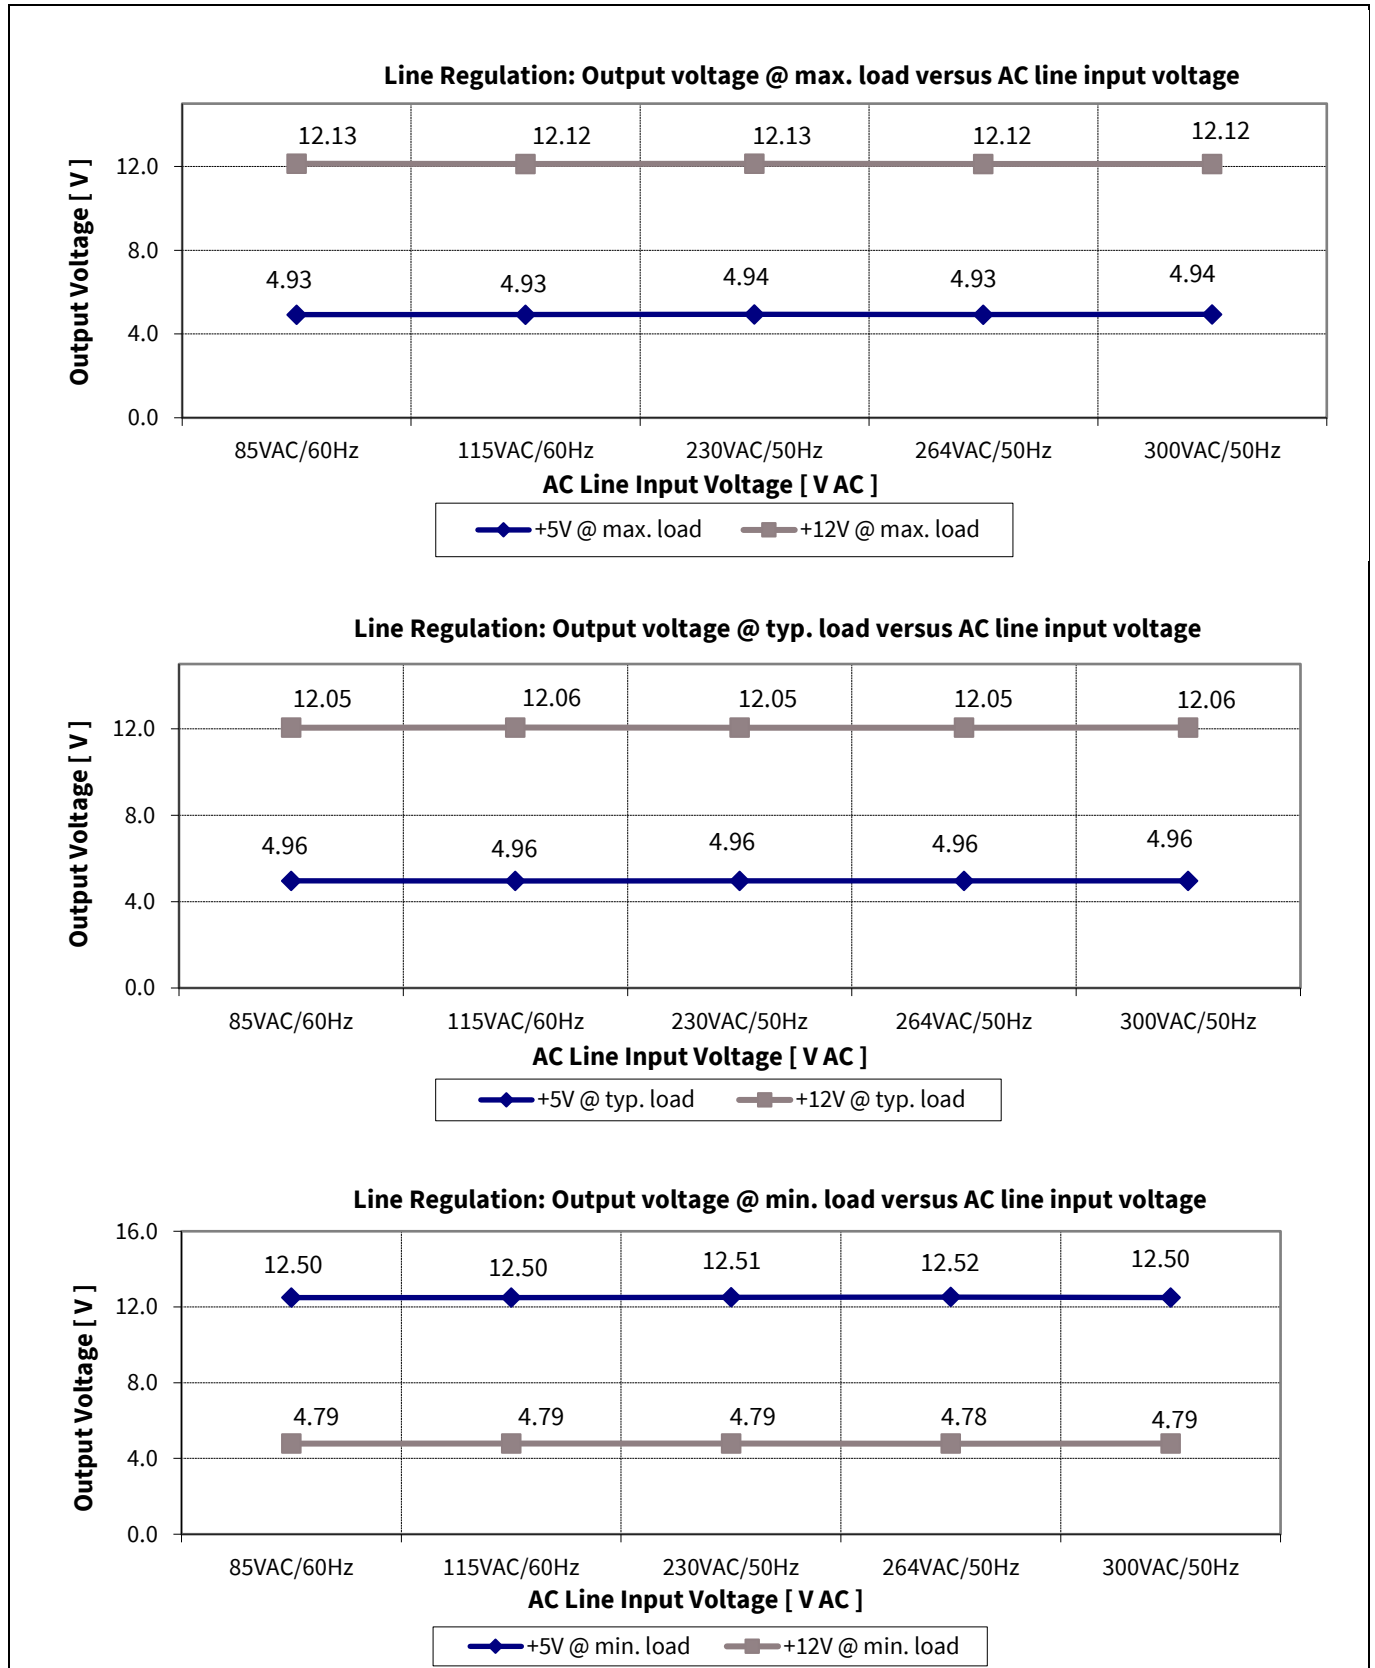 Line Regulation: Output voltage @ max. load versus AC line input voltage
Output Voltage [ V ]
12.0
8.0
4.0
0.0
12.13 12.12 12.13 12.12 12.12
4.93 4.93 4.94 4.93 4.94
85VAC/60Hz 115VAC/60Hz 230VAC/50Hz 264VAC/50Hz 300VAC/50Hz
AC Line Input Voltage [ V AC ]
+5V @ max. load +12V @ max. load
Line Regulation: Output voltage @ typ. load versus AC line input voltage
Output Voltage [ V ]
12.0
8.0
4.0
0.0
12.05 12.06 12.05 12.05 12.06
4.96 4.96 4.96 4.96 4.96
85VAC/60Hz 115VAC/60Hz 230VAC/50Hz 264VAC/50Hz 300VAC/50Hz
AC Line Input Voltage [ V AC ]
+5V @ typ. load +12V @ typ. load
Line Regulation: Output voltage @ min. load versus AC line input voltage
Output Voltage [ V ]
16.0
12.0
8.0
4.0
0.0
12.50 12.50 12.51 12.52 12.50
4.79 4.79 4.79 4.78 4.79
85VAC/60Hz 115VAC/60Hz 230VAC/50Hz 264VAC/50Hz 300VAC/50Hz
AC Line Input Voltage [ V AC ]
+5V @ min. load +12V @ min. load